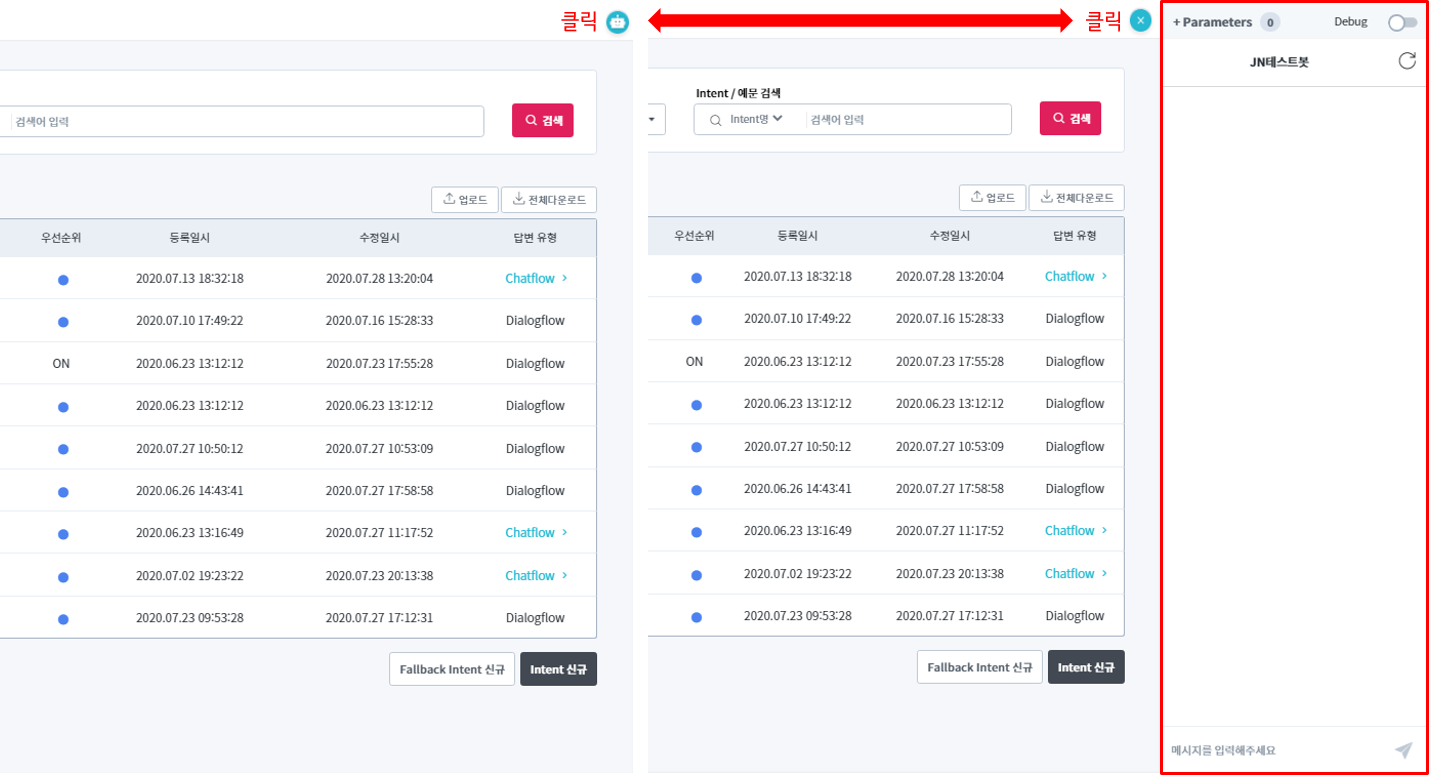 클릭
검색어 입력
검색
업로드 전체다운로드
우선순위 등록일시 수정일시 답변 유형
2020.07.13 18:32:18 2020.07.28 13:20:04 Chatflow >
2020.07.10 17:49:22 2020.07.16 15:28:33 Dialogflow
ON 2020.06.23 13:12:12 2020.07.23 17:55:28 Dialogflow
2020.06.23 13:12:12 2020.06.23 13:12:12 Dialogflow
2020.07.27 10:50:12 2020.07.27 10:53:09 Dialogflow
2020.06.26 14:43:41 2020.07.27 17:58:58 Dialogflow
2020.06.23 13:16:49 2020.07.27 11:17:52 Chatflow >
2020.07.02 19:23:22 2020.07.23 20:13:38 Chatflow >
2020.07.23 09:53:28 2020.07.27 17:12:31 Dialogflow
Fallback Intent 신규 Intent 신규
클릭
Intent / 예문 검색
Intent명 검색어 입력 검색
업로드 전체다운로드
우선순위 등록일시 수정일시 답변 유형
2020.07.13 18:32:18 2020.07.28 13:20:04 Chatflow >
2020.07.10 17:49:22 2020.07.16 15:28:33 Dialogflow
ON 2020.06.23 13:12:12 2020.07.23 17:55:28 Dialogflow
2020.06.23 13:12:12 2020.06.23 13:12:12 Dialogflow
2020.07.27 10:50:12 2020.07.27 10:53:09 Dialogflow
2020.06.26 14:43:41 2020.07.27 17:58:58 Dialogflow
2020.06.23 13:16:49 2020.07.27 11:17:52 Chatflow >
2020.07.02 19:23:22 2020.07.23 20:13:38 Chatflow >
2020.07.23 09:53:28 2020.07.27 17:12:31 Dialogflow
Fallback Intent 신규 Intent 신규
+ Parameters 0 Debug
JN테스트봇
메시지를 입력해주세요